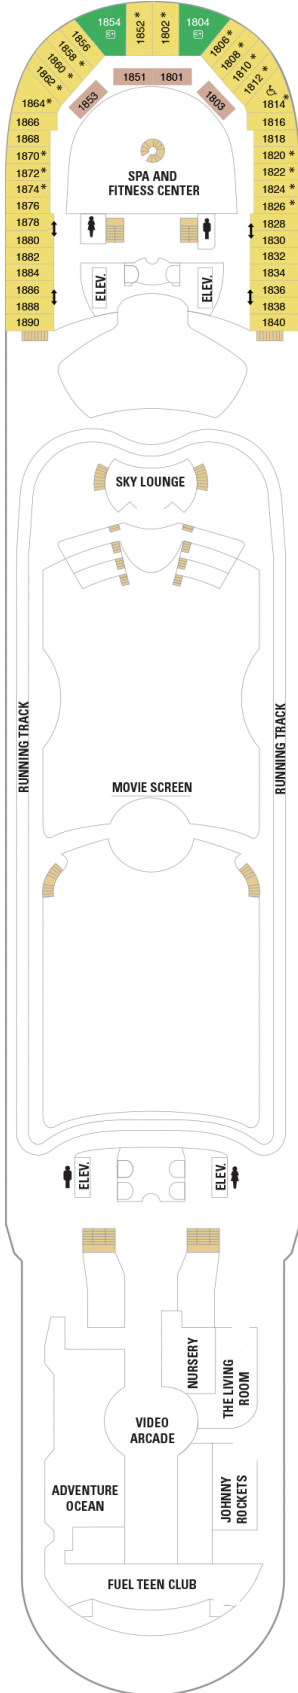 1854
1852 *
1802 *
1804
1856
1858 *
1860 *
1862 *
1864 *
1806 *
1808 *
1810 *
1812 *
1814 *
1851
1801
1853
1803
1866
1868
1870 *
1872 *
1874 *
1876
1878
1880
1882
1884
1886
1888
1890
1816
1818
1820 *
1822 *
1824 *
1826 *
1828
1830
1832
1834
1836
1838
1840
SPA AND
FITNESS CENTER
ELEV.
ELEV.
SKY LOUNGE
RUNNING TRACK
RUNNING TRACK
MOVIE SCREEN
ELEV.
ELEV.
NURSERY
THE LIVING
ROOM
VIDEO
ARCADE
ADVENTURE
OCEAN
JOHNNY
ROCKETS
FUEL TEEN CLUB